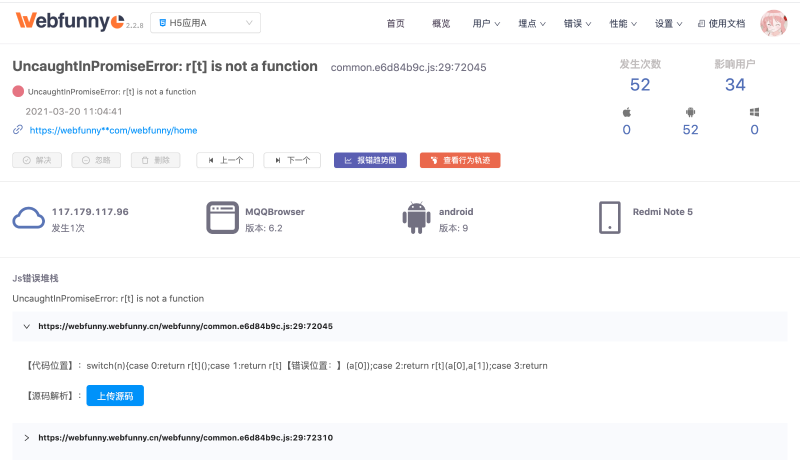 Webfunny 2.2.8 H5应用A 首页 概览 用户 埋点 错误 性能 设置 使用文档
UncaughtInPromiseError: r[t] is not a function common.e6d84b9c.js:29:72045
发生次数 影响用户
52 34
UncaughtInPromiseError: r[t] is not a function
2021-03-20 11:04:41
https://webfunny**com/webfunny/home
0 52 0
解决 忽略 删除 上一个 下一个 报错趋势图 查看行为轨迹
117.179.117.96 MQQBrowser android Redmi Note 5
发生1次 版本: 6.2 版本: 9
Js错误堆栈
UncaughtInPromiseError: r[t] is not a function
https://webfunny.webfunny.cn/webfunny/common.e6d84b9c.js:29:72045
【代码位置】: switch(n){case 0:return r[t]();case 1:return r[t]【错误位置:】(a[0]);case 2:return r[t](a[0],a[1]);case 3:return
【源码解析】: 上传源码
https://webfunny.webfunny.cn/webfunny/common.e6d84b9c.js:29:72310